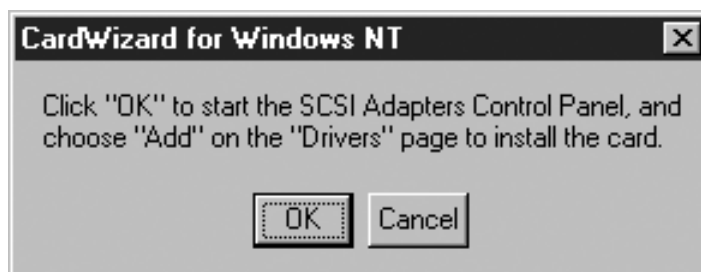 CardWizard for Windows NT
Click "OK" to start the SCSI Adapters Control Panel, and
choose "Add" on the "Drivers" page to install the card.
OK Cancel